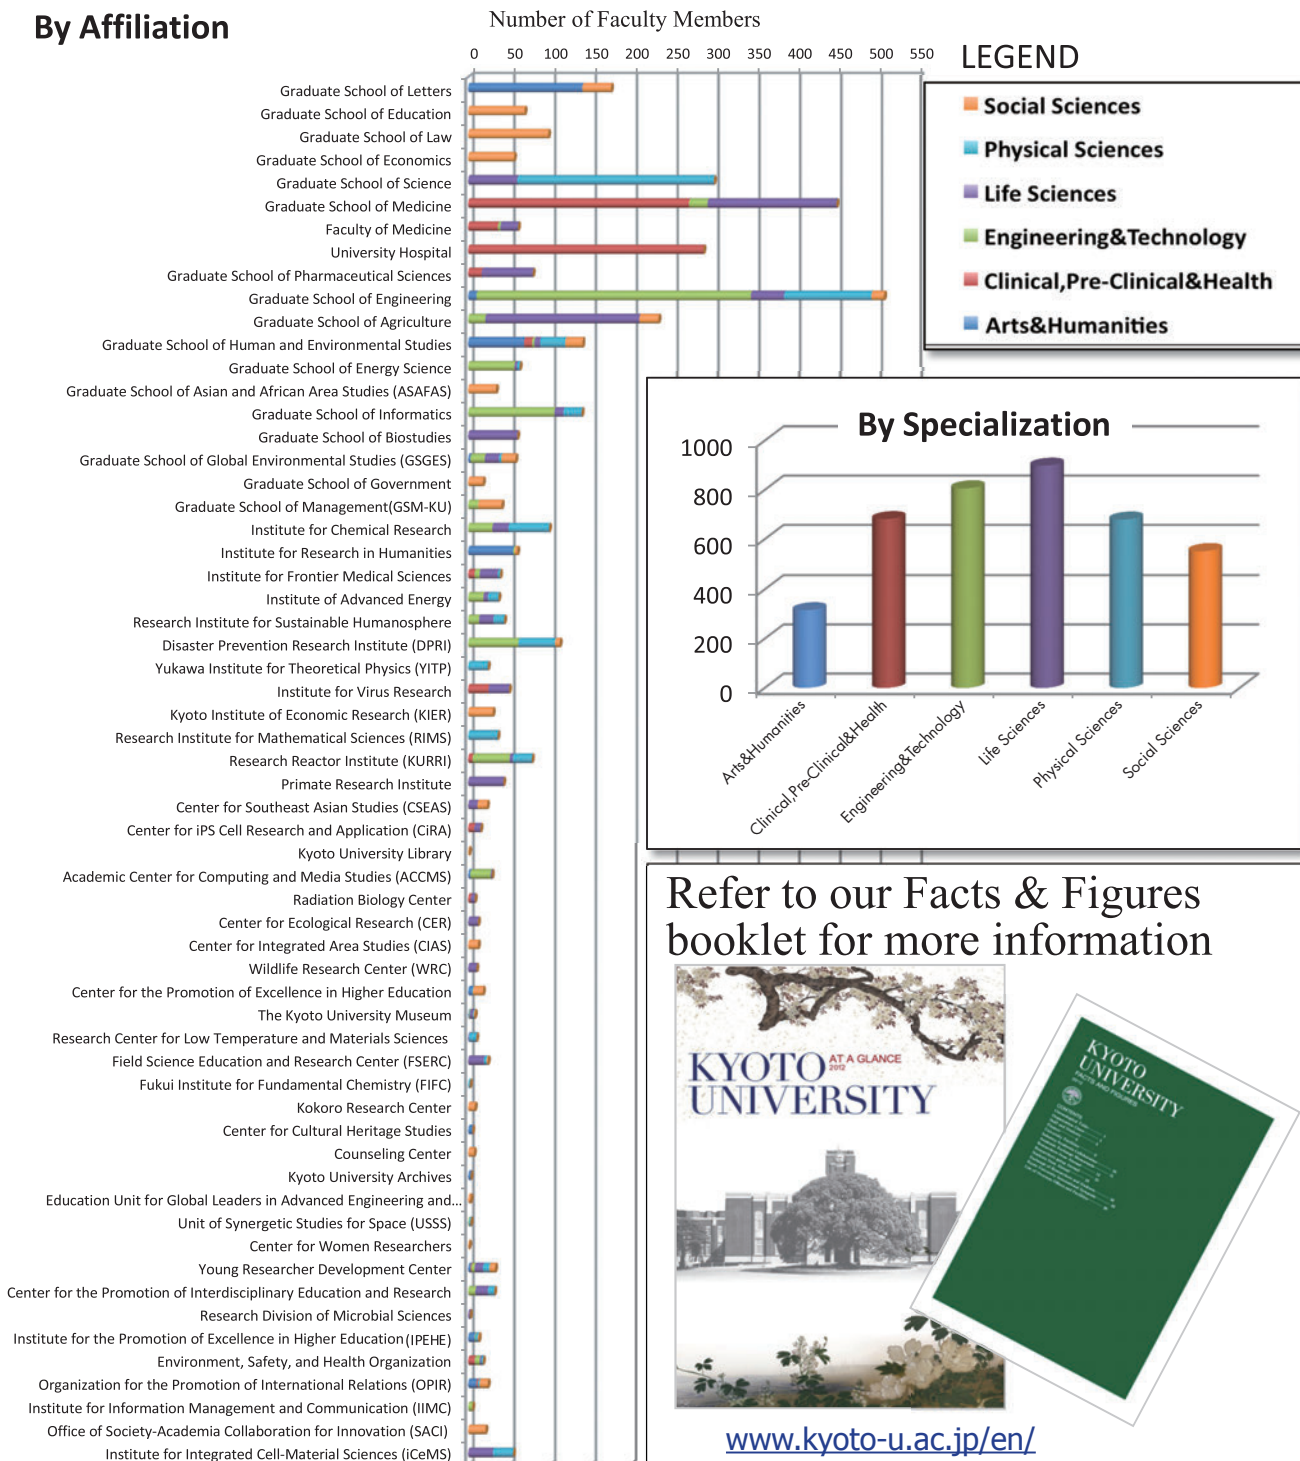 By Affiliation
Number of Faculty Members
0 50 100 150 200 250 300 350 400 450 500 550
Graduate School of Letters
Graduate School of Education
Graduate School of Law
Graduate School of Economics
Graduate School of Science
Graduate School of Medicine
Faculty of Medicine
University Hospital
Graduate School of Pharmaceutical Sciences
Graduate School of Engineering
Graduate School of Agriculture
Graduate School of Human and Environmental Studies
Graduate School of Energy Science
Graduate School of Asian and African Area Studies (ASAFAS)
Graduate School of Informatics
Graduate School of Biostudies
Graduate School of Global Environmental Studies (GSGES)
Graduate School of Government
Graduate School of Management(GSM-KU)
Institute for Chemical Research
Institute for Research in Humanities
Institute for Frontier Medical Sciences
Institute of Advanced Energy
Research Institute for Sustainable Humanosphere
Disaster Prevention Research Institute (DPRI)
Yukawa Institute for Theoretical Physics (YITP)
Institute for Virus Research
Kyoto Institute of Economic Research (KIER)
Research Institute for Mathematical Sciences (RIMS)
Research Reactor Institute (KURRI)
Primate Research Institute
Center for Southeast Asian Studies (CSEAS)
Center for iPS Cell Research and Application (CiRA)
Kyoto University Library
Academic Center for Computing and Media Studies (ACCMS)
Radiation Biology Center
Center for Ecological Research (CER)
Center for Integrated Area Studies (CIAS)
Wildlife Research Center (WRC)
Center for the Promotion of Excellence in Higher Education
The Kyoto University Museum
Research Center for Low Temperature and Materials Sciences
Field Science Education and Research Center (FSERC)
Fukui Institute for Fundamental Chemistry (FIFC)
Kokoro Research Center
Center for Cultural Heritage Studies
Counseling Center
Kyoto University Archives
Education Unit for Global Leaders in Advanced Engineering and...
Unit of Synergetic Studies for Space (USSS)
Center for Women Researchers
Young Researcher Development Center
Center for the Promotion of Interdisciplinary Education and Research
Research Division of Microbial Sciences
Institute for the Promotion of Excellence in Higher Education (IPEHE)
Environment, Safety, and Health Organization
Organization for the Promotion of International Relations (OPIR)
Institute for Information Management and Communication (IIMC)
Office of Society-Academia Collaboration for Innovation (SACI)
Institute for Integrated Cell-Material Sciences (iCeMS)
LEGEND
Social Sciences
Physical Sciences
Life Sciences
Engineering&Technology
Clinical,Pre-Clinical&Health
Arts&Humanities
By Specialization
1000
800
600
400
200
0
Arts&Humanities
Clinical,Pre-Clinical&Health
Engineering&Technology
Life Sciences
Physical Sciences
Social Sciences
Refer to our Facts & Figures
booklet for more information
KYOTO AT A GLANCE
2012
UNIVERSITY
KYOTO
UNIVERSITY
FACTS AND FIGURES
CONTENTS
www.kyoto-u.ac.jp/en/